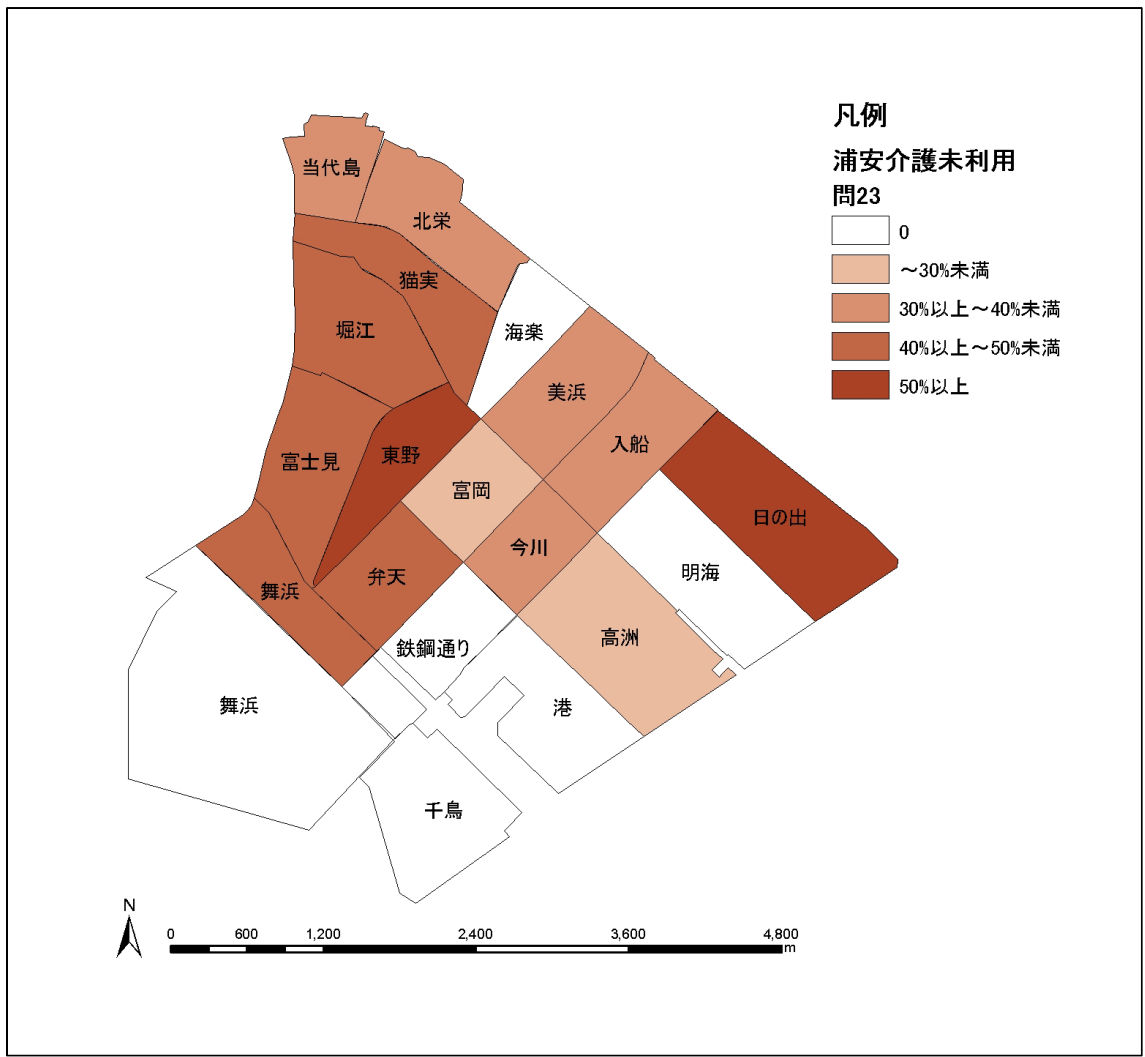 凡例
浦安介護未利用
問23
0
～30%未満
30%以上～40%未満
40%以上～50%未満
50%以上
当代島
北栄
猫実
堀江
海楽
美浜
入船
東野
富士見
富岡
日の出
今川
弁天
明海
舞浜
鉄鋼通り
高洲
舞浜
港
千鳥
N
0 600 1,200 2,400 3,600 4,800
m